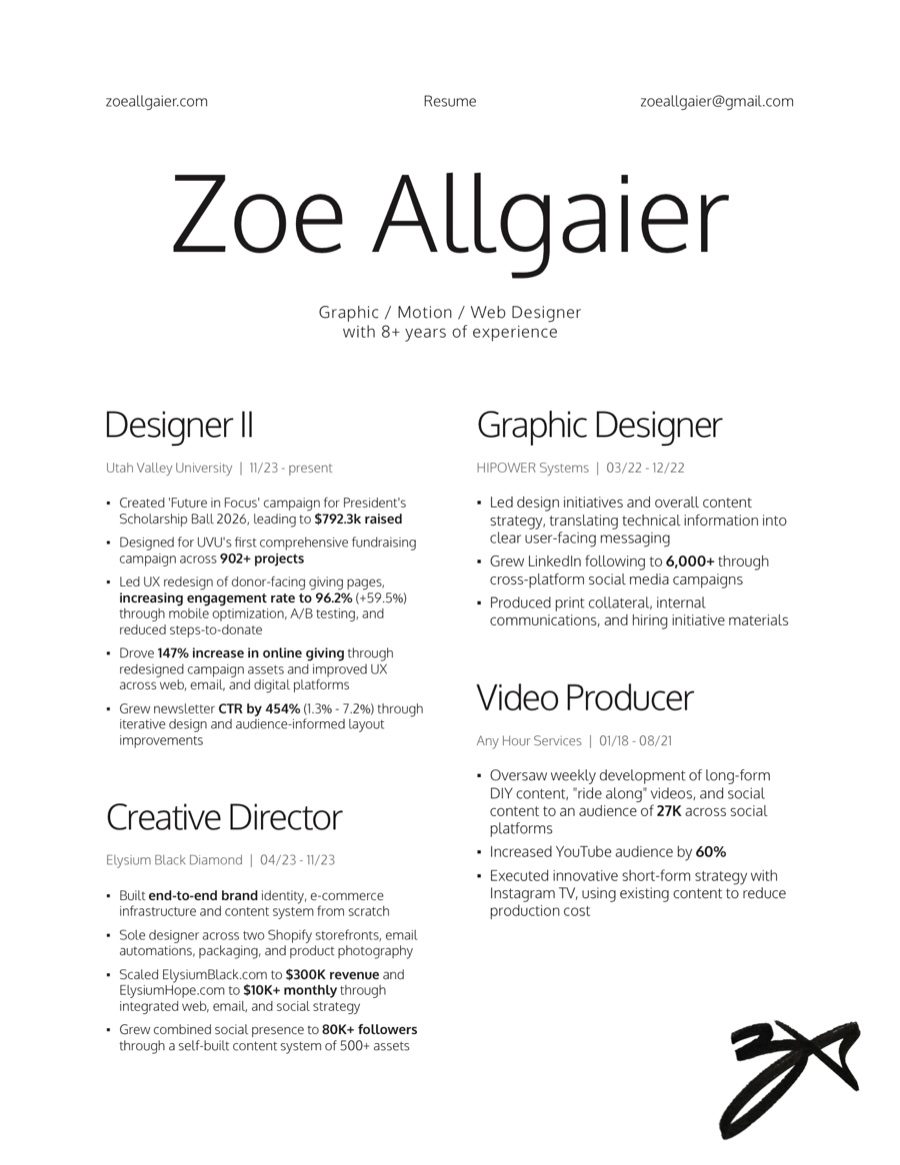 zoeallgaier.com
Resume
zoeallgaier@gmail.com
Zoe Allgaier
Graphic / Motion / Web Designer
with 8+ years of experience
Designer II
Utah Valley University | 11/23 - present
▪ Created 'Future in Focus' campaign for President's
Scholarship Ball 2026, leading to $792.3k raised
▪ Designed for UVU's first comprehensive fundraising
campaign across 902+ projects
▪ Led UX redesign of donor-facing giving pages,
increasing engagement rate to 96.2% (+59.5%)
through mobile optimization, A/B testing, and
reduced steps-to-donate
▪ Drove 147% increase in online giving through
redesigned campaign assets and improved UX
across web, email, and digital platforms
▪ Grew newsletter CTR by 454% (1.3% - 7.2%) through
iterative design and audience-informed layout
improvements
Creative Director
Elysium Black Diamond | 04/23 - 11/23
▪ Built end-to-end brand identity, e-commerce
infrastructure and content system from scratch
▪ Sole designer across two Shopify storefronts, email
automations, packaging, and product photography
▪ Scaled ElysiumBlack.com to $300K revenue and
ElysiumHope.com to $10K+ monthly through
integrated web, email, and social strategy
▪ Grew combined social presence to 80K+ followers
through a self-built content system of 500+ assets
Graphic Designer
HIPOWER Systems | 03/22 - 12/22
▪ Led design initiatives and overall content
strategy, translating technical information into
clear user-facing messaging
▪ Grew LinkedIn following to 6,000+ through
cross-platform social media campaigns
▪ Produced print collateral, internal
communications, and hiring initiative materials
Video Producer
Any Hour Services | 01/18 - 08/21
▪ Oversaw weekly development of long-form
DIY content, "ride along" videos, and social
content to an audience of 27K across social
platforms
▪ Increased YouTube audience by 60%
▪ Executed innovative short-form strategy with
Instagram TV, using existing content to reduce
production cost